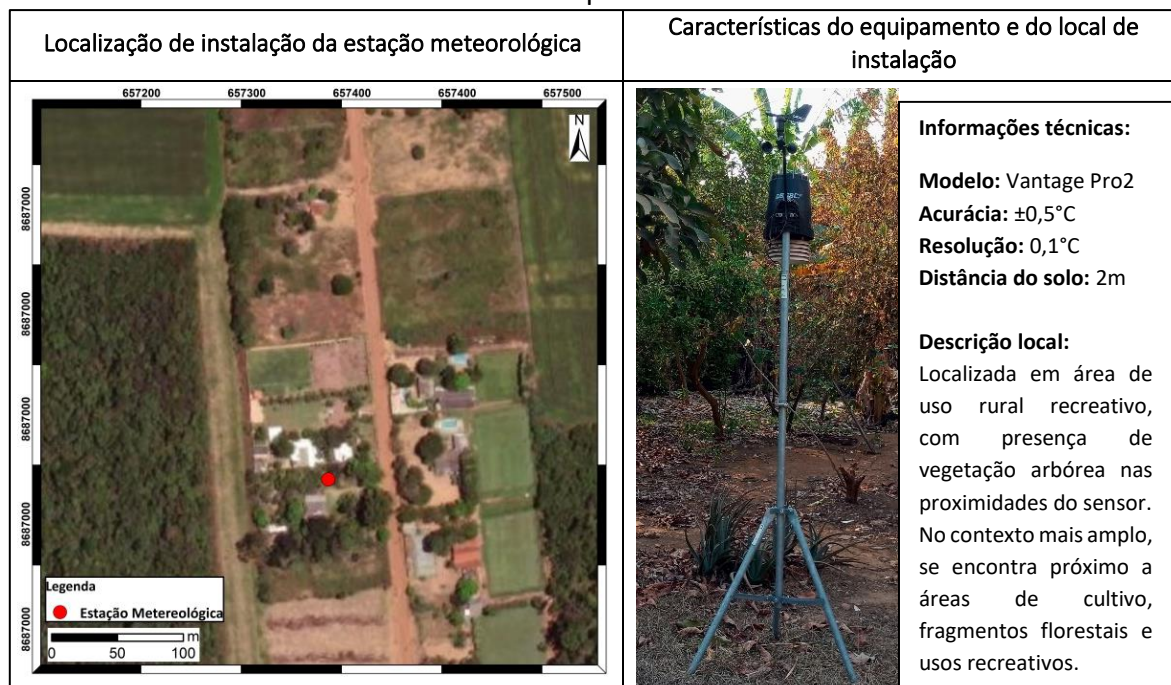 Localização de instalação da estação meteorológica
Características do equipamento e do local de
instalação
657200 657300 657400 657400 657500
N
8687000
8687000
8687000
8687000
8687000
8687000
Legenda
Estação Metereológica
m
0 50 100
Informações técnicas:
Modelo: Vantage Pro2
Acurácia: ±0,5°C
Resolução: 0,1°C
Distância do solo: 2m
Descrição local:
Localizada em área de
uso rural recreativo,
com presença de
vegetação arbórea nas
proximidades do sensor.
No contexto mais amplo,
se encontra próximo a
áreas de cultivo,
fragmentos florestais e
usos recreativos.